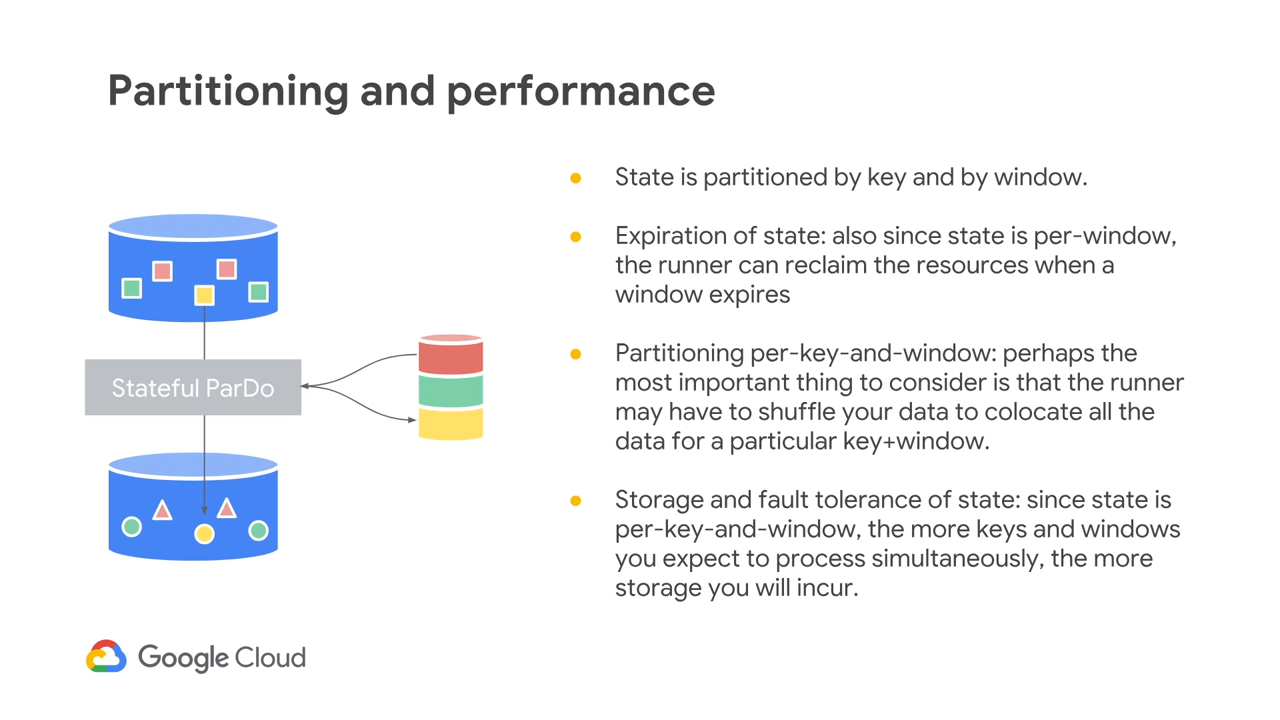 Partitioning and performance
● State is partitioned by key and by window.
● Expiration of state: also since state is per-window,
the runner can reclaim the resources when a
window expires
● Partitioning per-key-and-window: perhaps the
most important thing to consider is that the runner
may have to shuffle your data to colocate all the
data for a particular key+window.
● Storage and fault tolerance of state: since state is
per-key-and-window, the more keys and windows
you expect to process simultaneously, the more
storage you will incur.
Stateful ParDo
Google Cloud